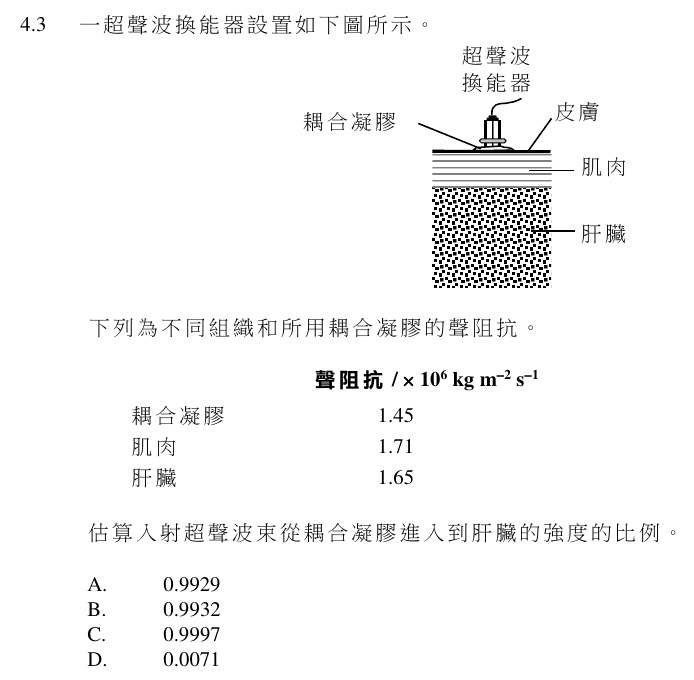 4.3 一超聲波換能器設置如下圖所示。
超聲波
換能器
耦合凝膠
皮膚
肌肉
肝臟
下列為不同組織和所用耦合凝膠的聲阻抗。
聲阻抗 / × 10⁶ kg m⁻² s⁻¹
耦合凝膠 1.45
肌肉 1.71
肝臟 1.65
估算入射超聲波束從耦合凝膠進入到肝臟的強度的比例。
A. 0.9929
B. 0.9932
C. 0.9997
D. 0.0071